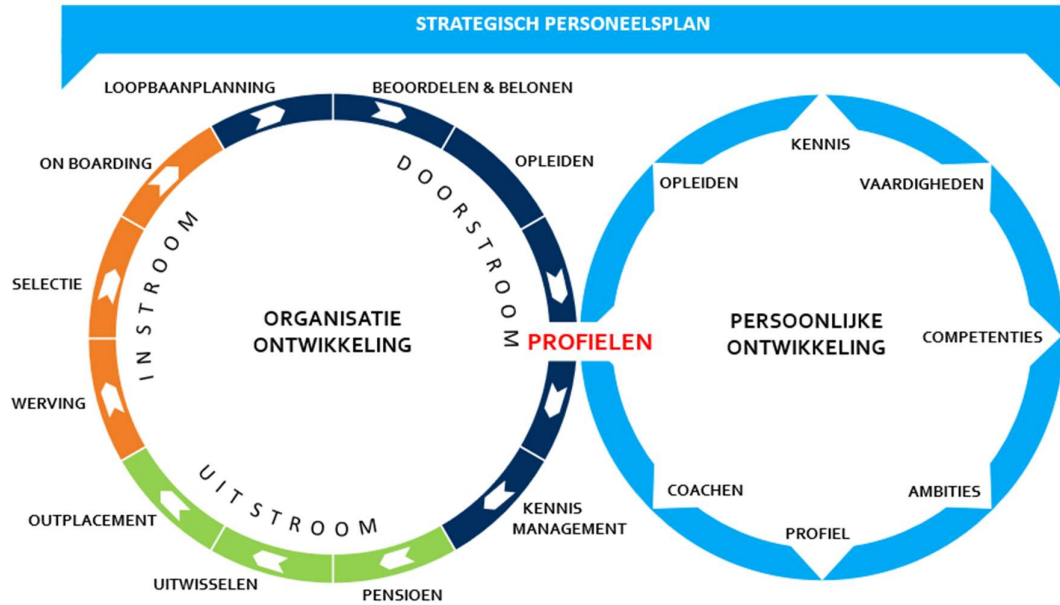 STRATEGISCH PERSONEELSPLAN
LOOPBAANPLANNING
BEOORDELEN & BELONEN
ON BOARDING
OPLEIDEN
SELECTIE
WERVING
OUTPLACEMENT
UITWISSELEN
PENSIOEN
KENNIS
MANAGEMENT
INSTROOM
DOORSTROOM
UITSTROOM
ORGANISATIE
ONTWIKKELING
PROFIELEN
PERSOONLIJKE
ONTWIKKELING
KENNIS
OPLEIDEN
VAARDIGHEDEN
COMPETENTIES
AMBITIES
PROFIEL
COACHEN